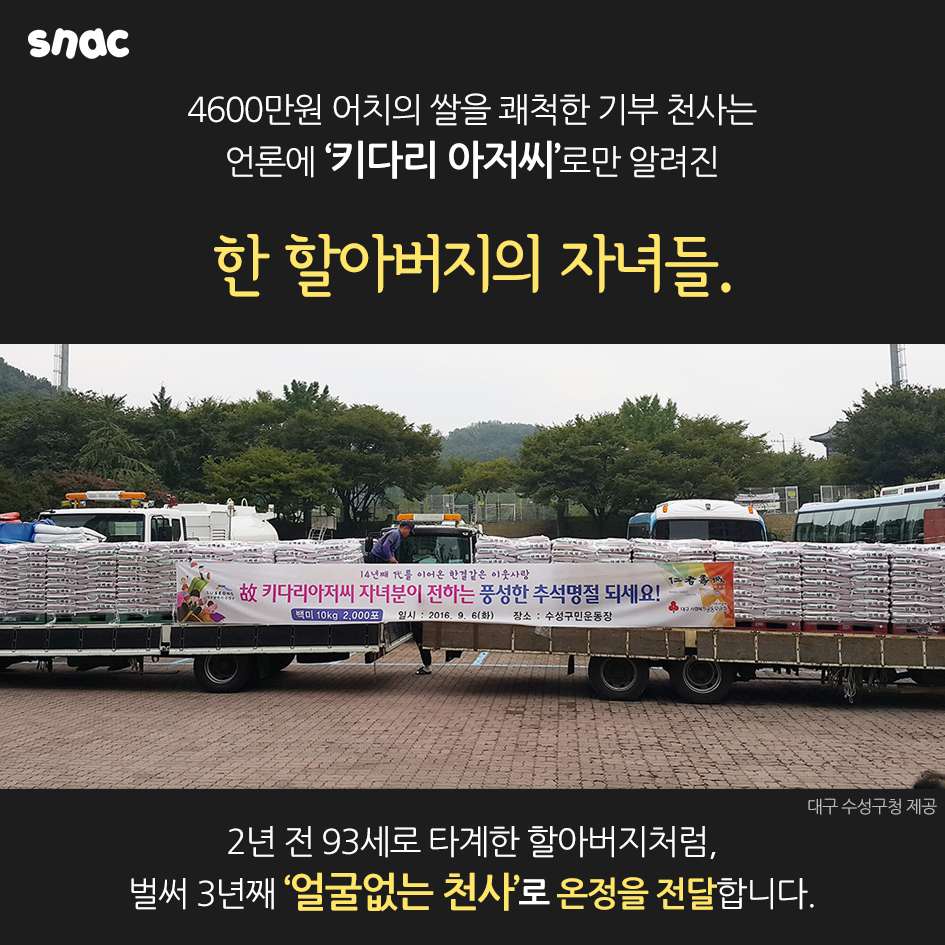 snac
4600만원 어치의 쌀을 쾌척한 기부 천사는
언론에 ‘키다리 아저씨’로만 알려진
한 할아버지의 자녀들.
14년째 代를 이어온 한결같은 이웃사랑
故 키다리아저씨 자녀분이 전하는 풍성한 추석명절 되세요!
백미 10kg 2,000포 일시 : 2016. 9. 6(화) 장소 : 수성구민운동장
대구 수성구청 제공
2년 전 93세로 타계한 할아버지처럼,
벌써 3년째 ‘얼굴없는 천사’로 온정을 전달합니다.